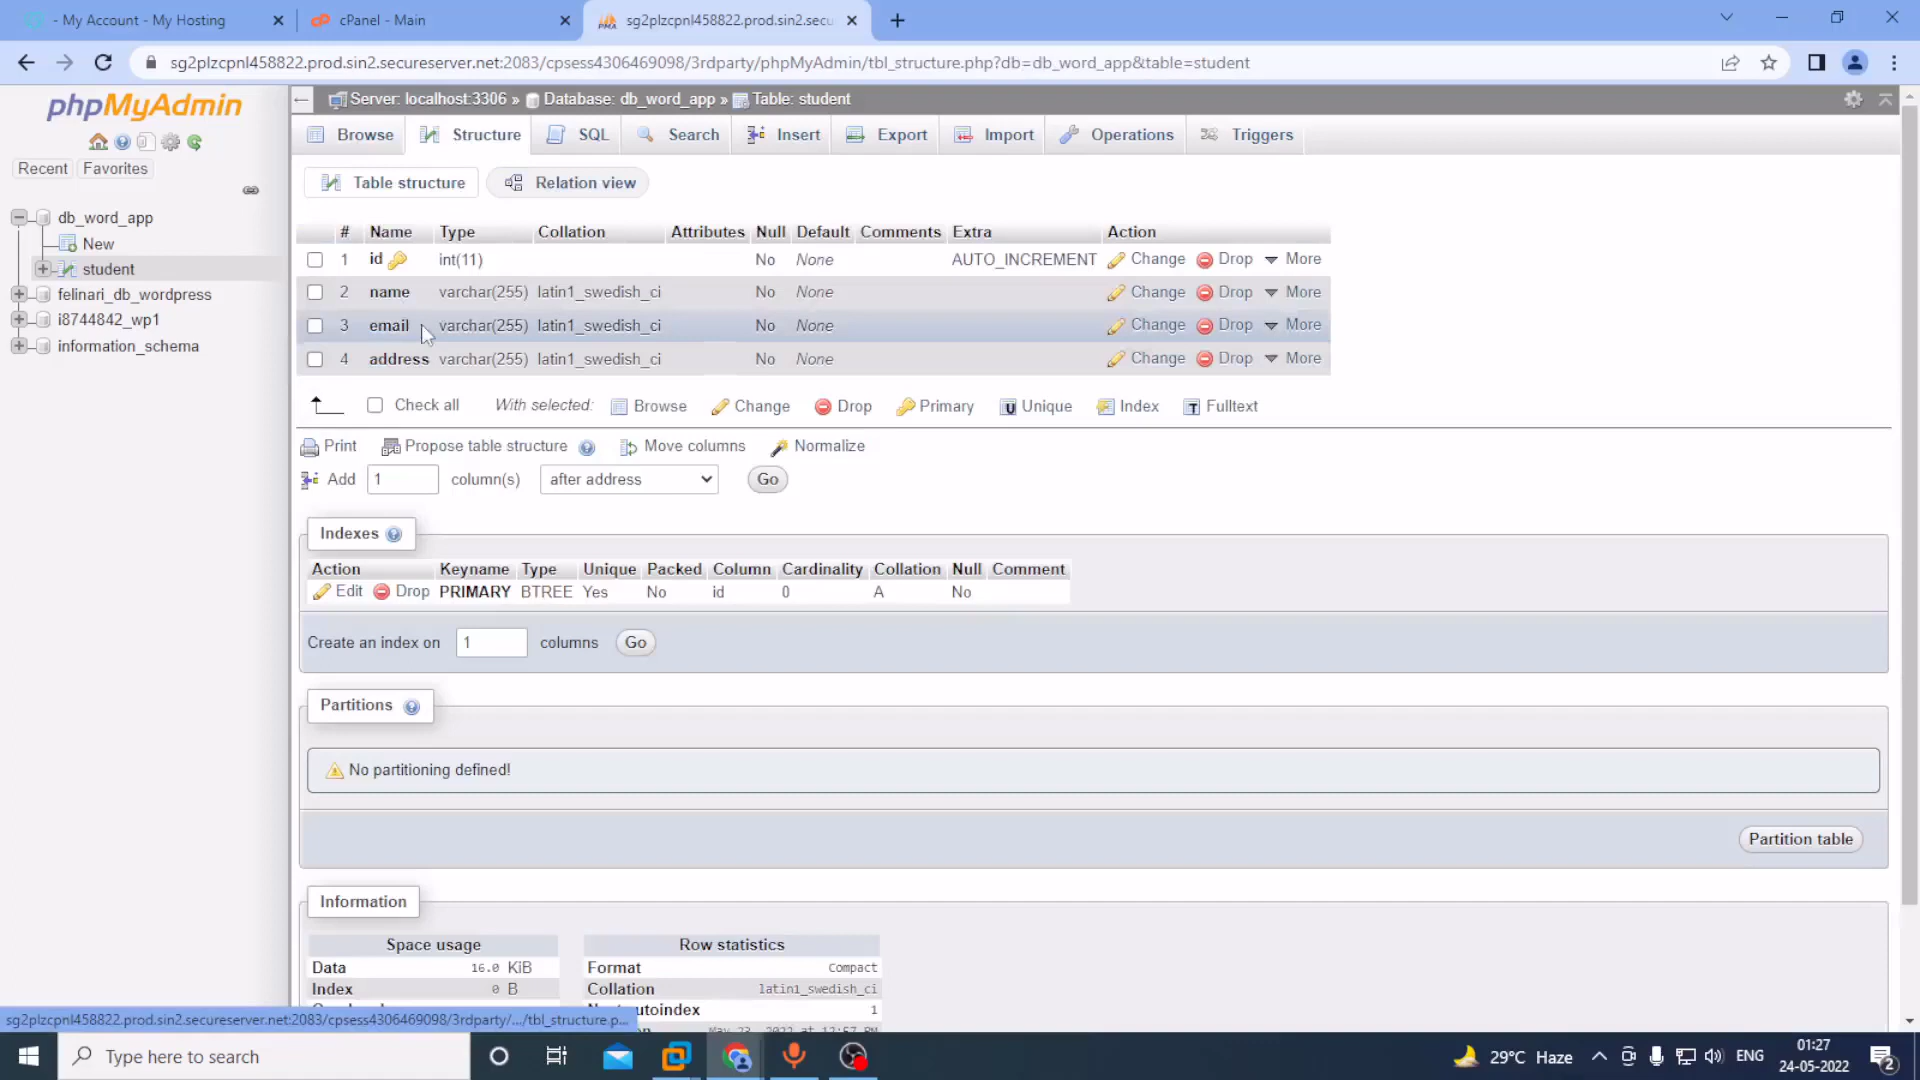 - My Account - My Hosting
cPanel - Main
sg2plzcpnl458822.prod.sin2.secu
sg2plzcpnl458822.prod.sin2.secureserver.net:2083/cpsess4306469098/3rdparty/phpMyAdmin/tbl_structure.php?db=db_word_app&table=student
phpMyAdmin
Recent Favorites
db_word_app
New
student
felinari_db_wordpress
i8744842_wp1
information_schema
Server: localhost:3306 » Database: db_word_app » Table: student
Browse Structure SQL Search Insert Export Import Operations Triggers
Table structure Relation view
# Name Type Collation Attributes Null Default Comments Extra Action
1 id int(11) No None AUTO_INCREMENT Change Drop More
2 name varchar(255) latin1_swedish_ci No None Change Drop More
3 email varchar(255) latin1_swedish_ci No None Change Drop More
4 address varchar(255) latin1_swedish_ci No None Change Drop More
Check all With selected: Browse Change Drop Primary Unique Index Fulltext
Print Propose table structure Move columns Normalize
Add 1 column(s) after address Go
Indexes
Action Keyname Type Unique Packed Column Cardinality Collation Null Comment
Edit Drop PRIMARY BTREE Yes No id 0 A No
Create an index on 1 columns Go
Partitions
No partitioning defined!
Partition table
Information
Space usage
Data 16.0 KiB
Index 0 B
Row statistics
Format Compact
Collation latin1_swedish_ci
utoindex 1
sg2plzcpnl458822.prod.sin2.secureserver.net:2083/cpsess4306469098/3rdparty/.../tbl_structure.p...
Type here to search
29°C Haze
ENG
01:27
24-05-2022
2